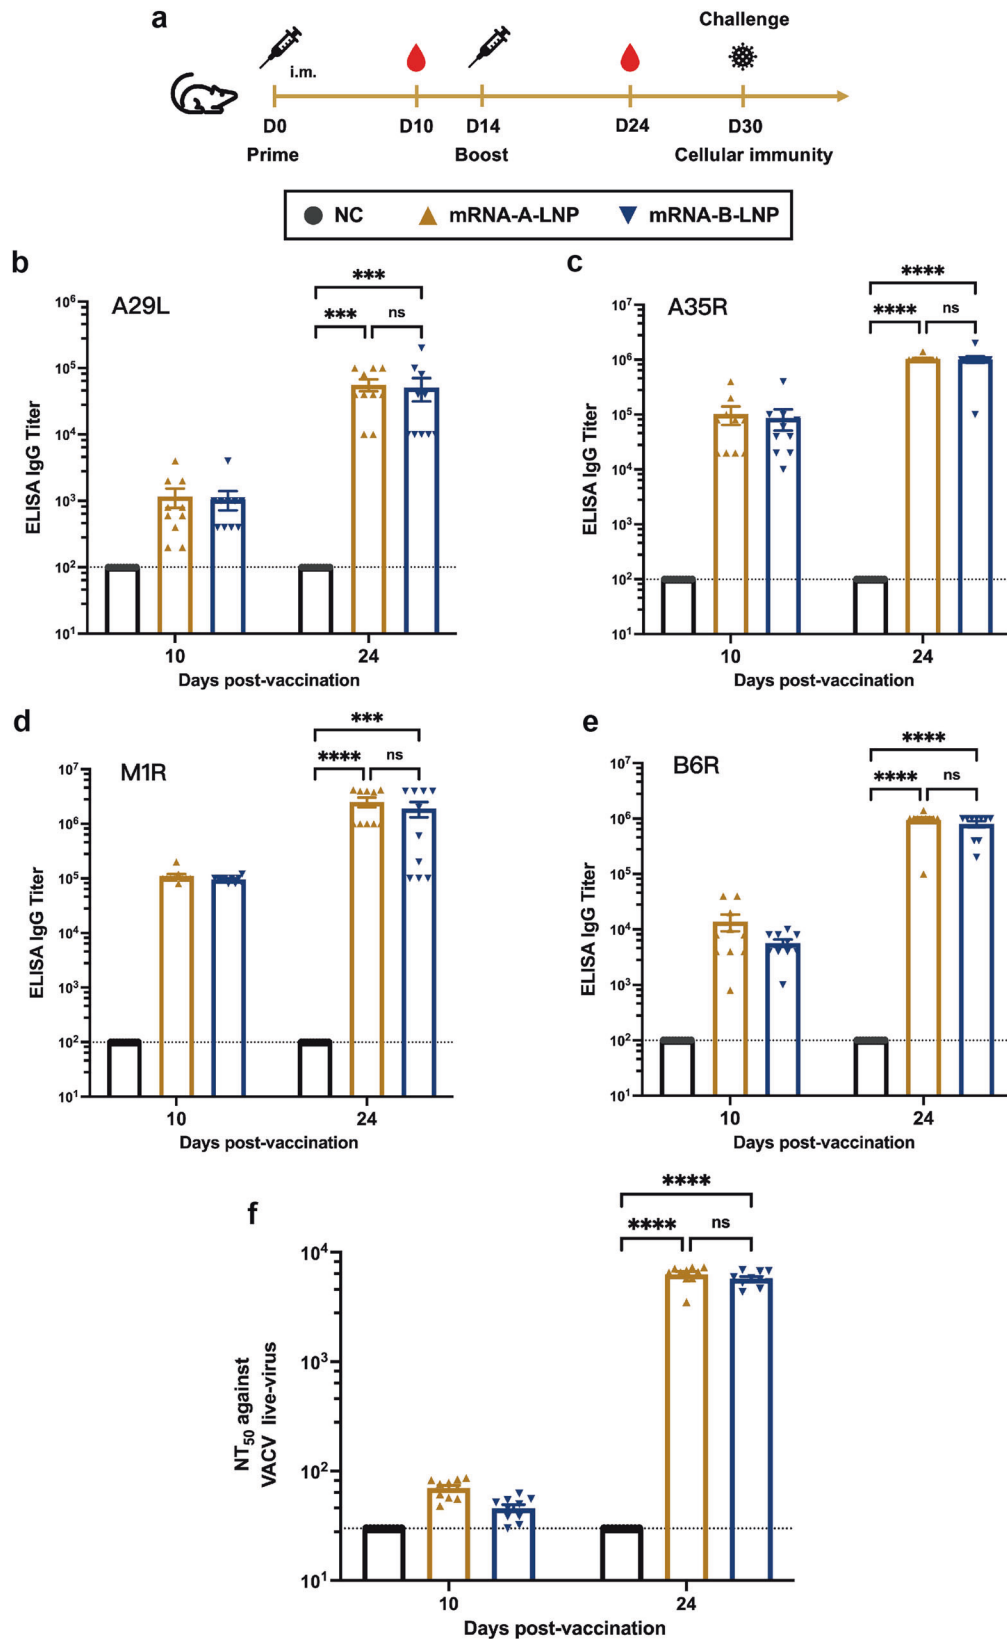 a
Challenge
i.m.
D0 D10 D14 D24 D30
Prime Boost Cellular immunity
NC mRNA-A-LNP mRNA-B-LNP
b
A29L
*** 
*** ns
10⁶
10⁵
10⁴
10³
10²
10¹
ELISA IgG Titer
10 24
Days post-vaccination
c
A35R
****
**** ns
10⁷
10⁶
10⁵
10⁴
10³
10²
10¹
ELISA IgG Titer
10 24
Days post-vaccination
d
M1R
***
**** ns
10⁷
10⁶
10⁵
10⁴
10³
10²
10¹
ELISA IgG Titer
10 24
Days post-vaccination
e
B6R
****
**** ns
10⁷
10⁶
10⁵
10⁴
10³
10²
10¹
ELISA IgG Titer
10 24
Days post-vaccination
f
****
**** ns
10⁴
10³
10²
10¹
NT₅₀ against
VACV live-virus
10 24
Days post-vaccination